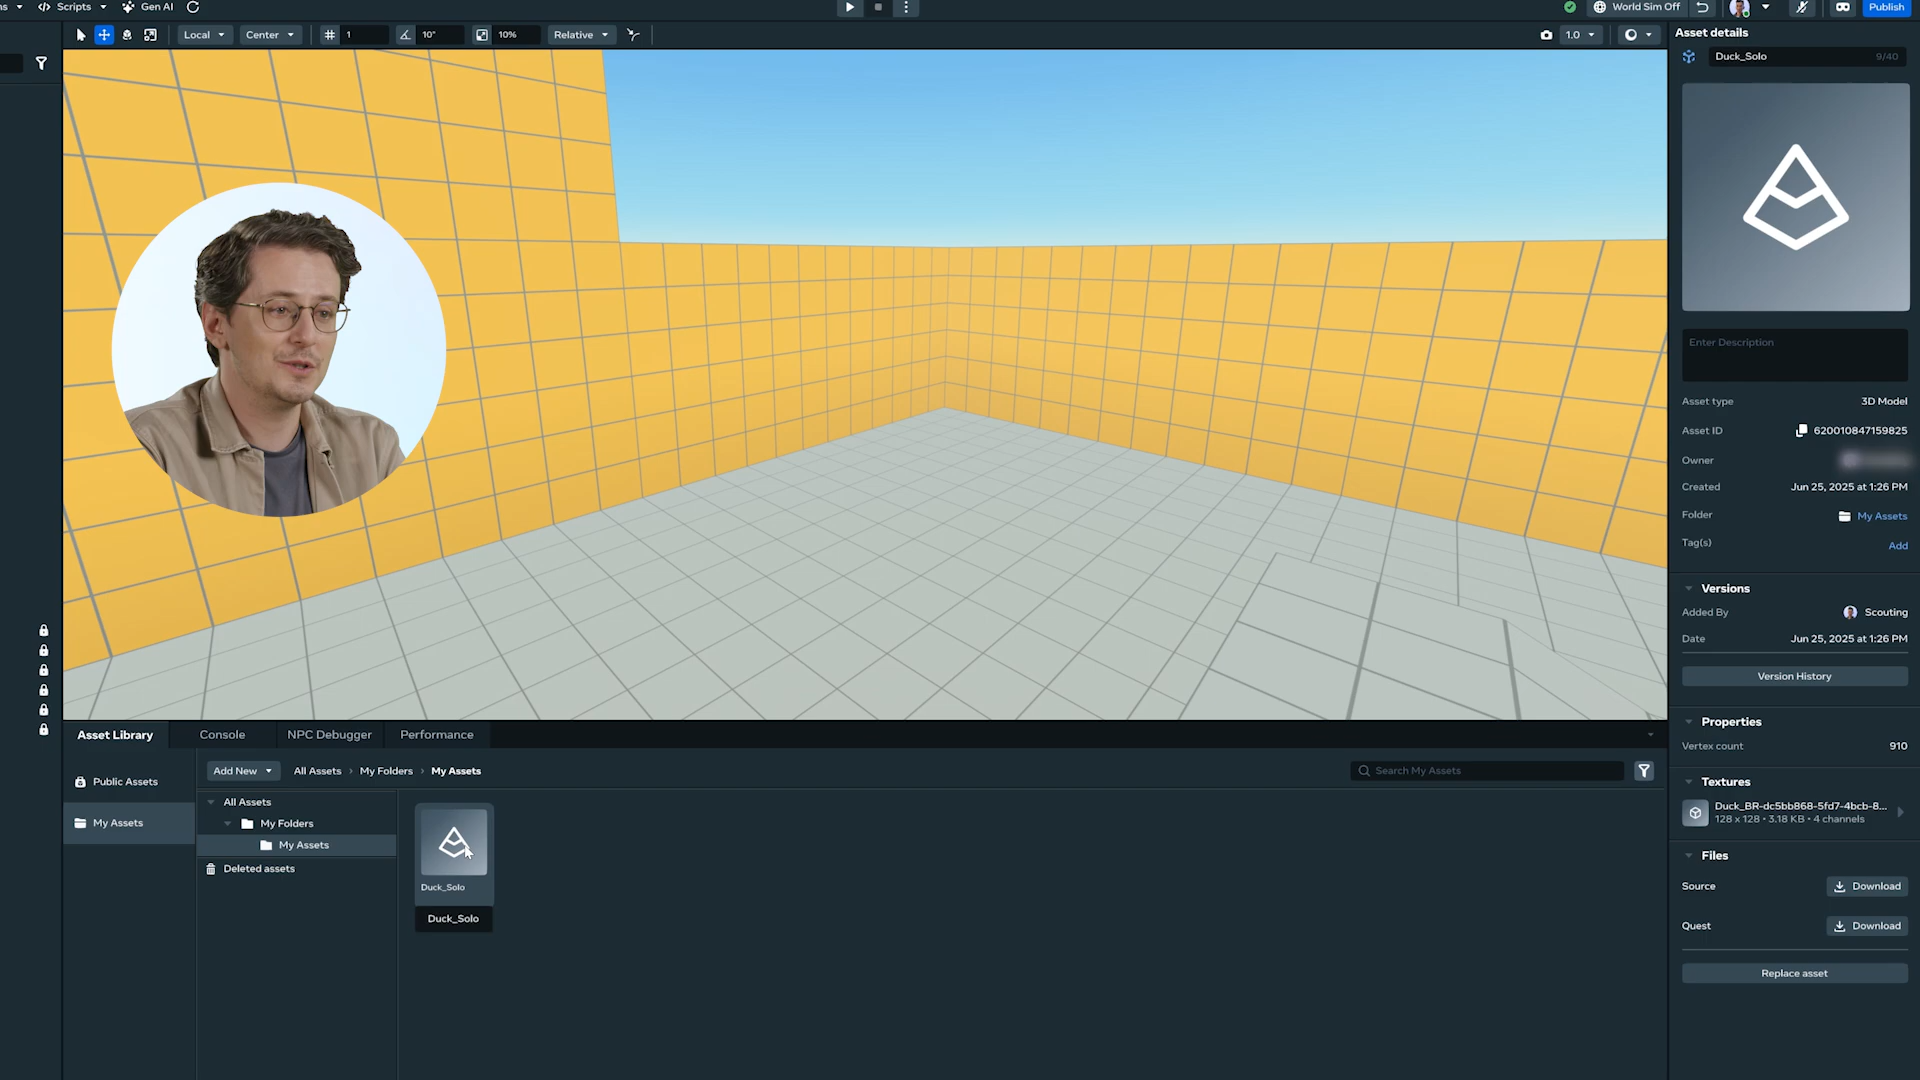 Scripts
Gen AI
World Sim Off
Publish
Local
Center
1
10°
10%
Relative
1.0
Asset details
Duck_Solo
9/40
Enter Description
Asset type
3D Model
Asset ID
620010847159825
Owner
Created
Jun 25, 2025 at 1:26 PM
Folder
My Assets
Tag(s)
Add
Versions
Added By
Scouting
Date
Jun 25, 2025 at 1:26 PM
Version History
Properties
Vertex count
910
Textures
Duck_BR-dc5bb868-5fd7-4bcb-8...
128 x 128 • 3.18 KB • 4 channels
Files
Source
Download
Quest
Download
Replace asset
Asset Library
Console
NPC Debugger
Performance
Public Assets
My Assets
Add New
All Assets › My Folders › My Assets
Search My Assets
All Assets
My Folders
My Assets
Deleted assets
Duck_Solo
Duck_Solo